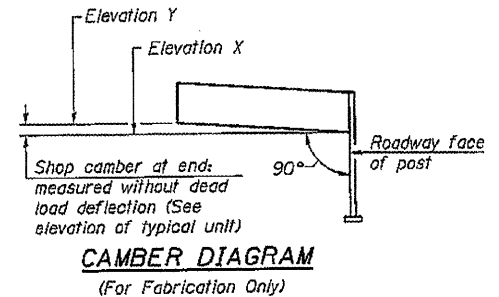 Elevation Y
Elevation X
Shop camber at end:
measured without dead
load deflection (See
elevation of typical unit)
90°
Roadway face
of post
CAMBER DIAGRAM
(For Fabrication Only)